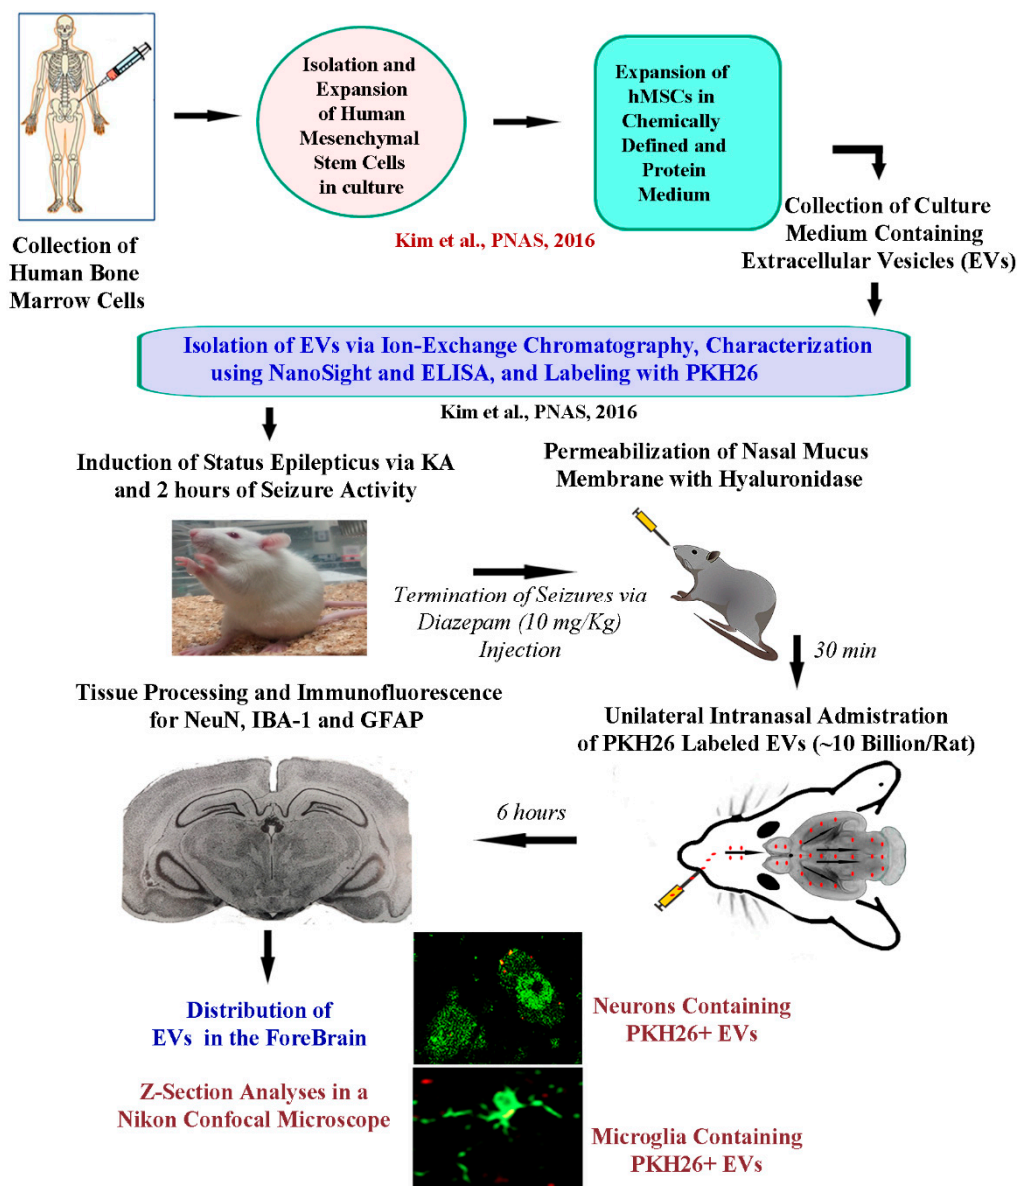 Collection of
Human Bone
Marrow Cells
Isolation and
Expansion
of Human
Mesenchymal
Stem Cells
in culture
Expansion of
hMSCs in
Chemically
Defined and
Protein
Medium
Kim et al., PNAS, 2016
Collection of Culture
Medium Containing
Extracellular Vesicles (EVs)
Isolation of EVs via Ion-Exchange Chromatography, Characterization
using NanoSight and ELISA, and Labeling with PKH26
Kim et al., PNAS, 2016
Induction of Status Epilepticus via KA
and 2 hours of Seizure Activity
Termination of Seizures via
Diazepam (10 mg/Kg)
Injection
Permeabilization of Nasal Mucus
Membrane with Hyaluronidase
30 min
Unilateral Intranasal Admistration
of PKH26 Labeled EVs (~10 Billion/Rat)
6 hours
Tissue Processing and Immunofluorescence
for NeuN, IBA-1 and GFAP
Distribution of
EVs in the ForeBrain
Z-Section Analyses in a
Nikon Confocal Microscope
Neurons Containing
PKH26+ EVs
Microglia Containing
PKH26+ EVs